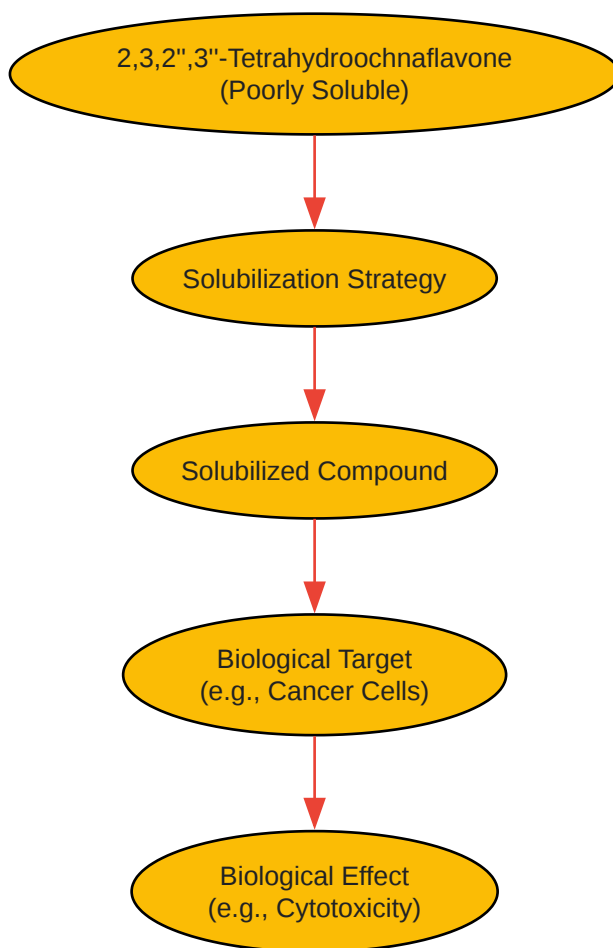 2,3,2'',3''-Tetrahydroochnaflavone
(Poorly Soluble)
Solubilization Strategy
Solubilized Compound
Biological Target
(e.g., Cancer Cells)
Biological Effect
(e.g., Cytotoxicity)